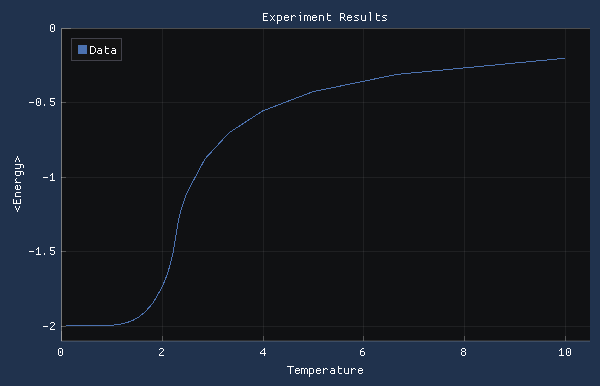 Experiment Results
Data
<Energy>
0
-0.5
-1
-1.5
-2
0 2 4 6 8 10
Temperature